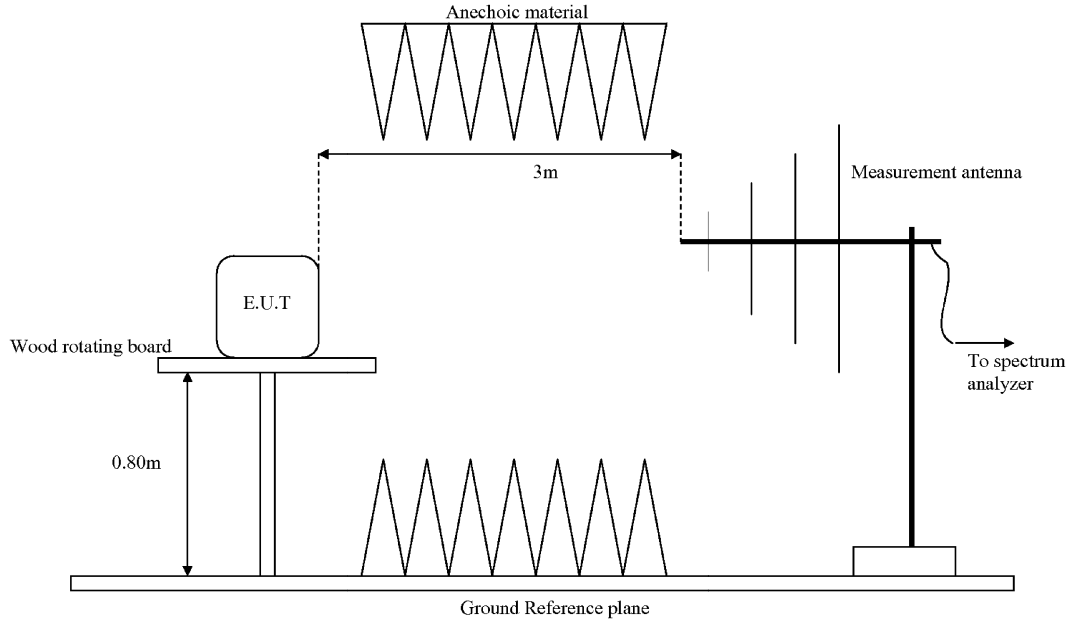 Anechoic material
3m
Measurement antenna
E.U.T
Wood rotating board
To spectrum
analyzer
0.80m
Ground Reference plane